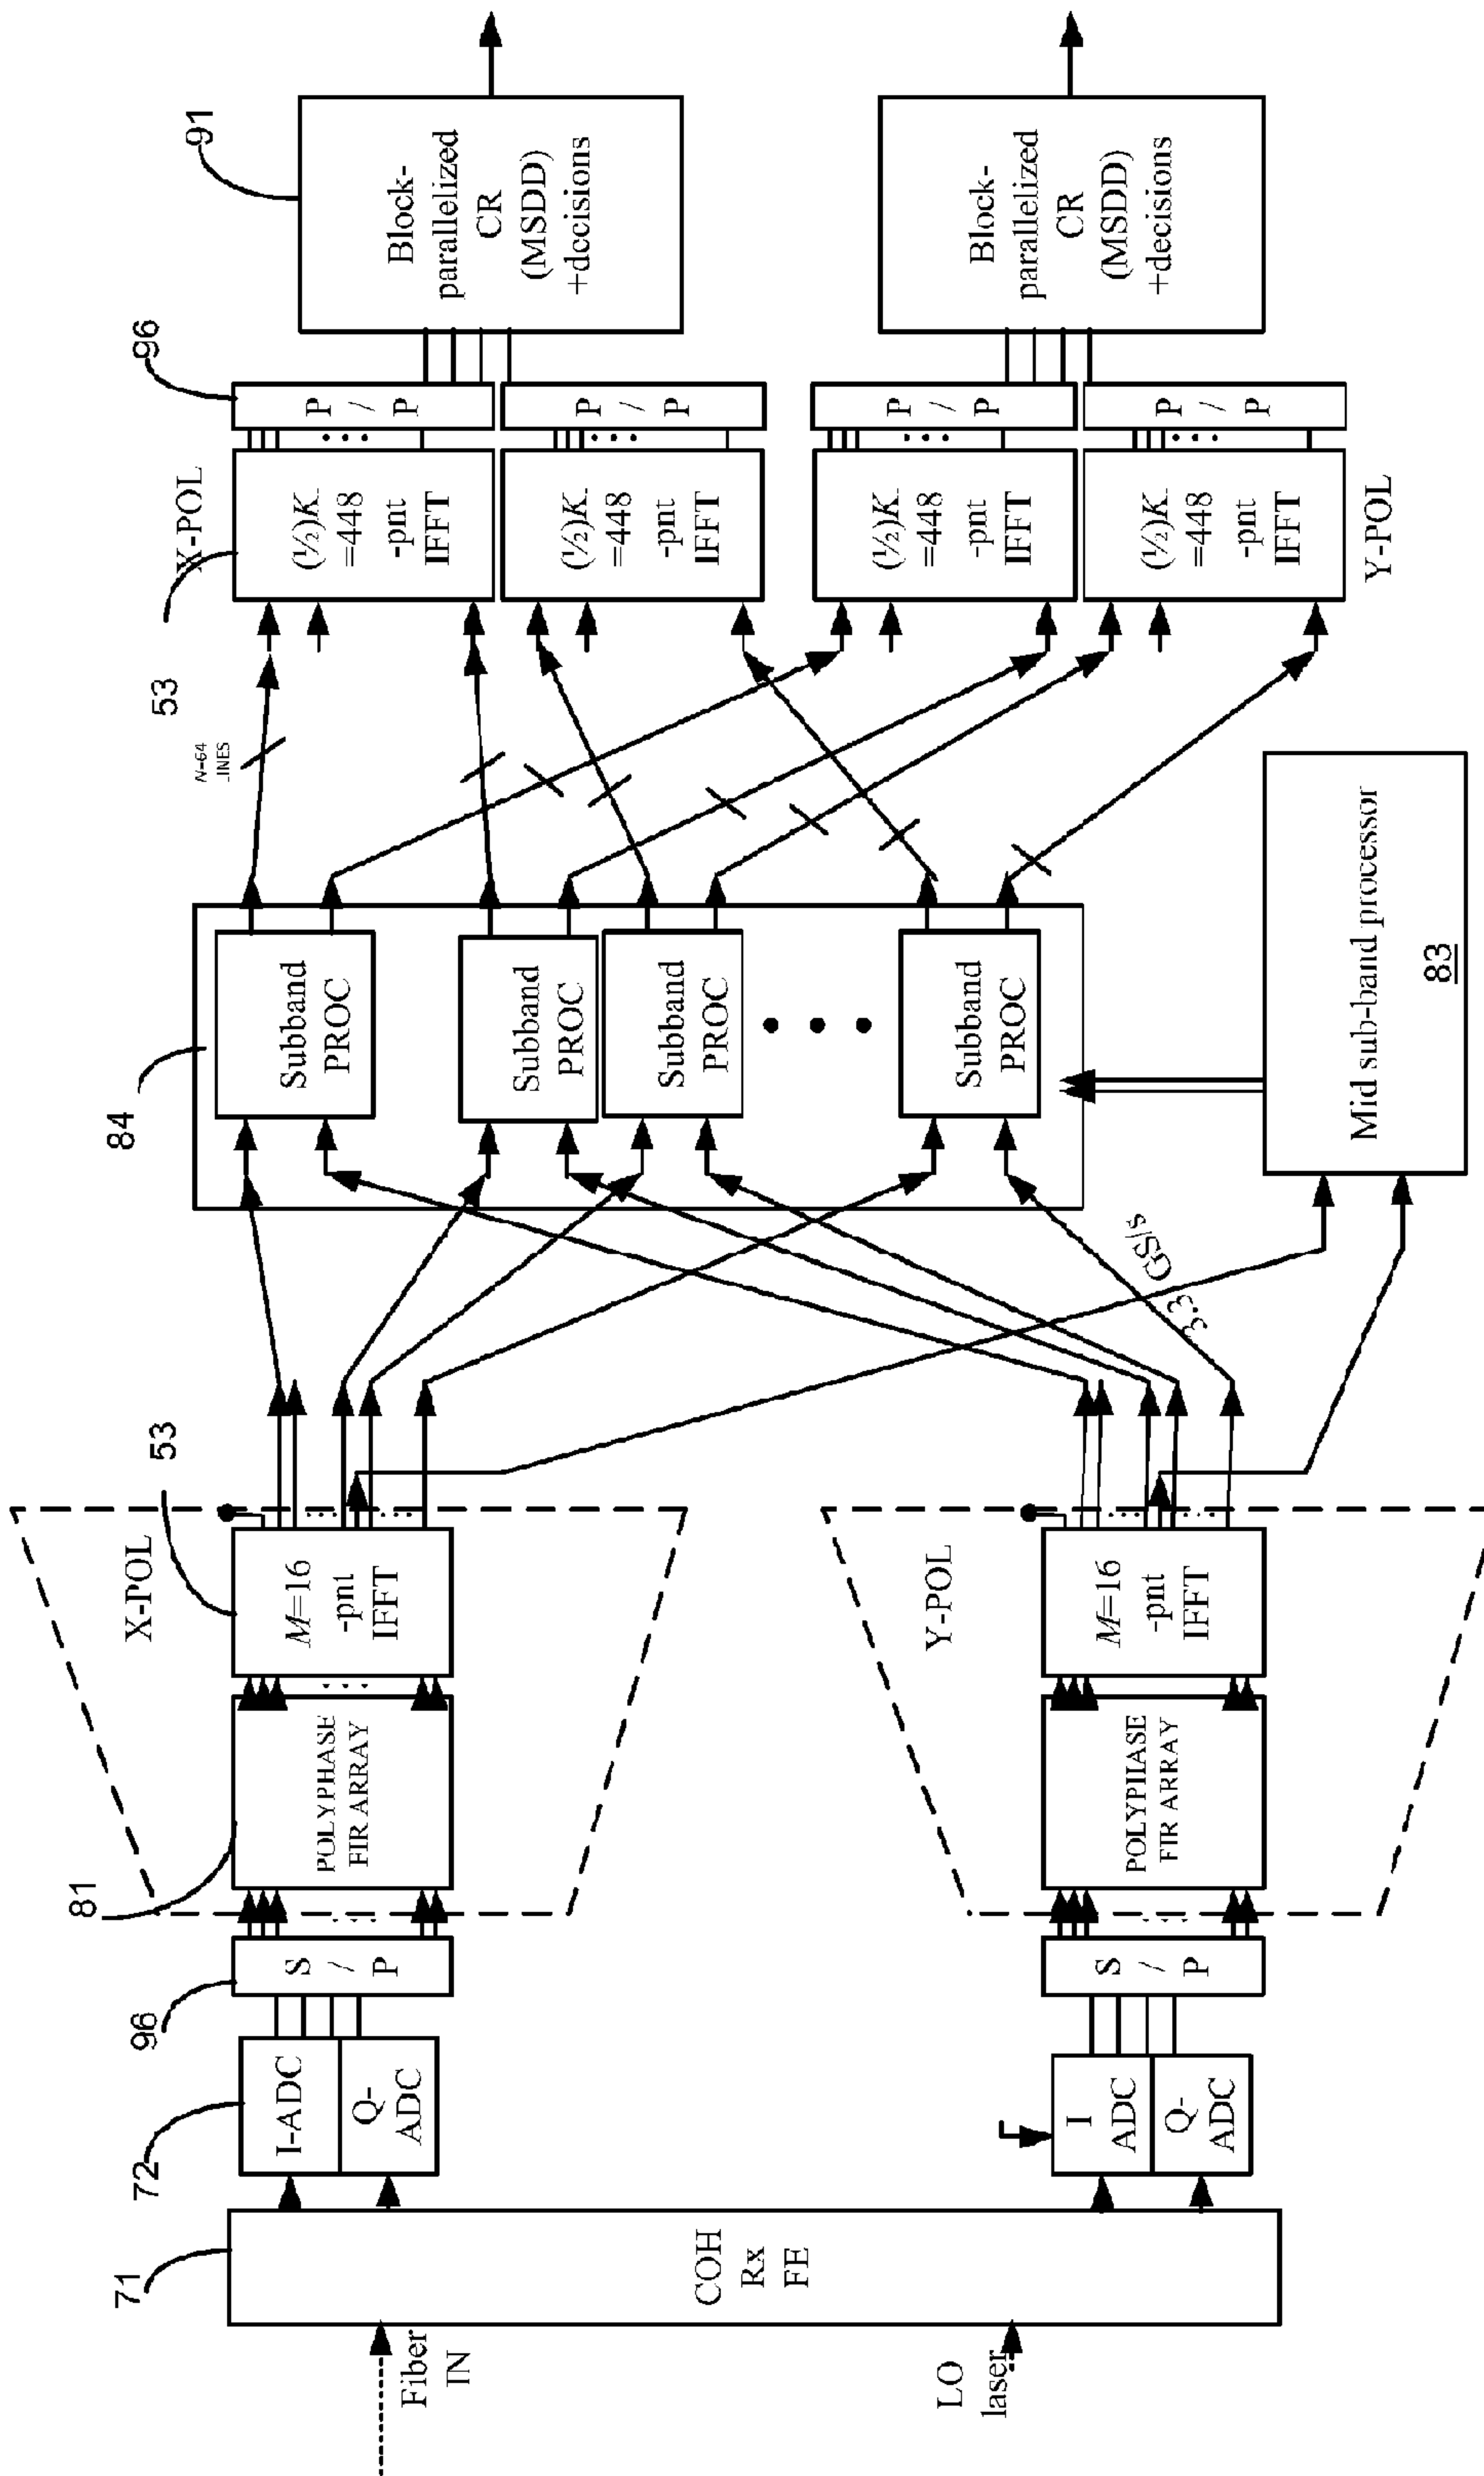 Fiber
IN
LO
laser
71
COH
Rx
FE
72
I-ADC
Q-
ADC
I
ADC
Q-
ADC
96
S
/
P
S
/
P
81
POLYPHASE
FIR ARRAY
POLYPHASE
FIR ARRAY
X-POL
53
M=16
-pnt
IFFT
Y-POL
M=16
-pnt
IFFT
3.3 GS/s
84
Subband
PROC
Subband
PROC
Subband
PROC
Subband
PROC
Mid sub-band processor
83
N=64
LINES
53
X-POL
(½)K
=448
-pnt
IFFT
(½)K
=448
-pnt
IFFT
(½)K
=448
-pnt
IFFT
(½)K
=448
-pnt
IFFT
Y-POL
96
P
/
P
P
/
P
P
/
P
P
/
P
91
Block-
parallelized
CR
(MSDD)
+decisions
Block-
parallelized
CR
(MSDD)
+decisions